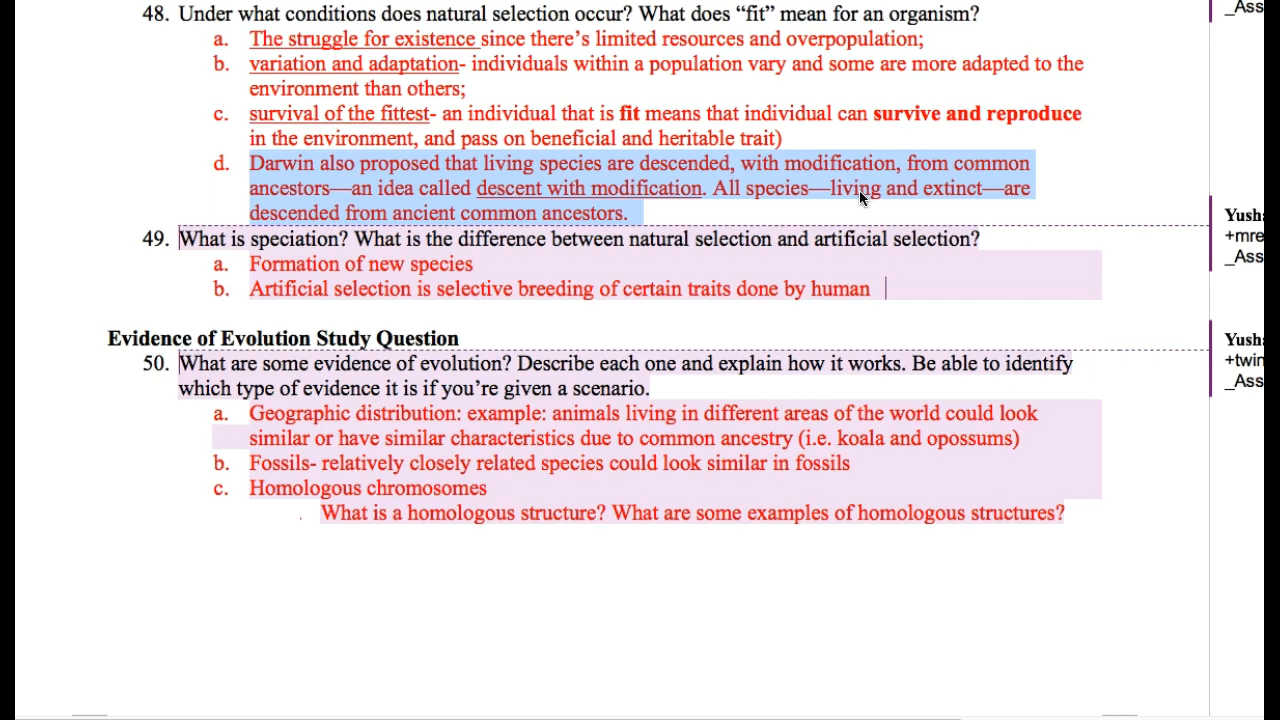 48. Under what conditions does natural selection occur? What does “fit” mean for an organism?
_Ass
a. The struggle for existence since there’s limited resources and overpopulation;
b. variation and adaptation- individuals within a population vary and some are more adapted to the
environment than others;
c. survival of the fittest- an individual that is fit means that individual can survive and reproduce
in the environment, and pass on beneficial and heritable trait)
d. Darwin also proposed that living species are descended, with modification, from common
ancestors—an idea called descent with modification. All species—living and extinct—are
descended from ancient common ancestors.
Yush
+mre
_Ass
49. What is speciation? What is the difference between natural selection and artificial selection?
a. Formation of new species
b. Artificial selection is selective breeding of certain traits done by human
Evidence of Evolution Study Question
Yush
+twin
_Ass
50. What are some evidence of evolution? Describe each one and explain how it works. Be able to identify
which type of evidence it is if you’re given a scenario.
a. Geographic distribution: example: animals living in different areas of the world could look
similar or have similar characteristics due to common ancestry (i.e. koala and opossums)
b. Fossils- relatively closely related species could look similar in fossils
c. Homologous chromosomes
. What is a homologous structure? What are some examples of homologous structures?